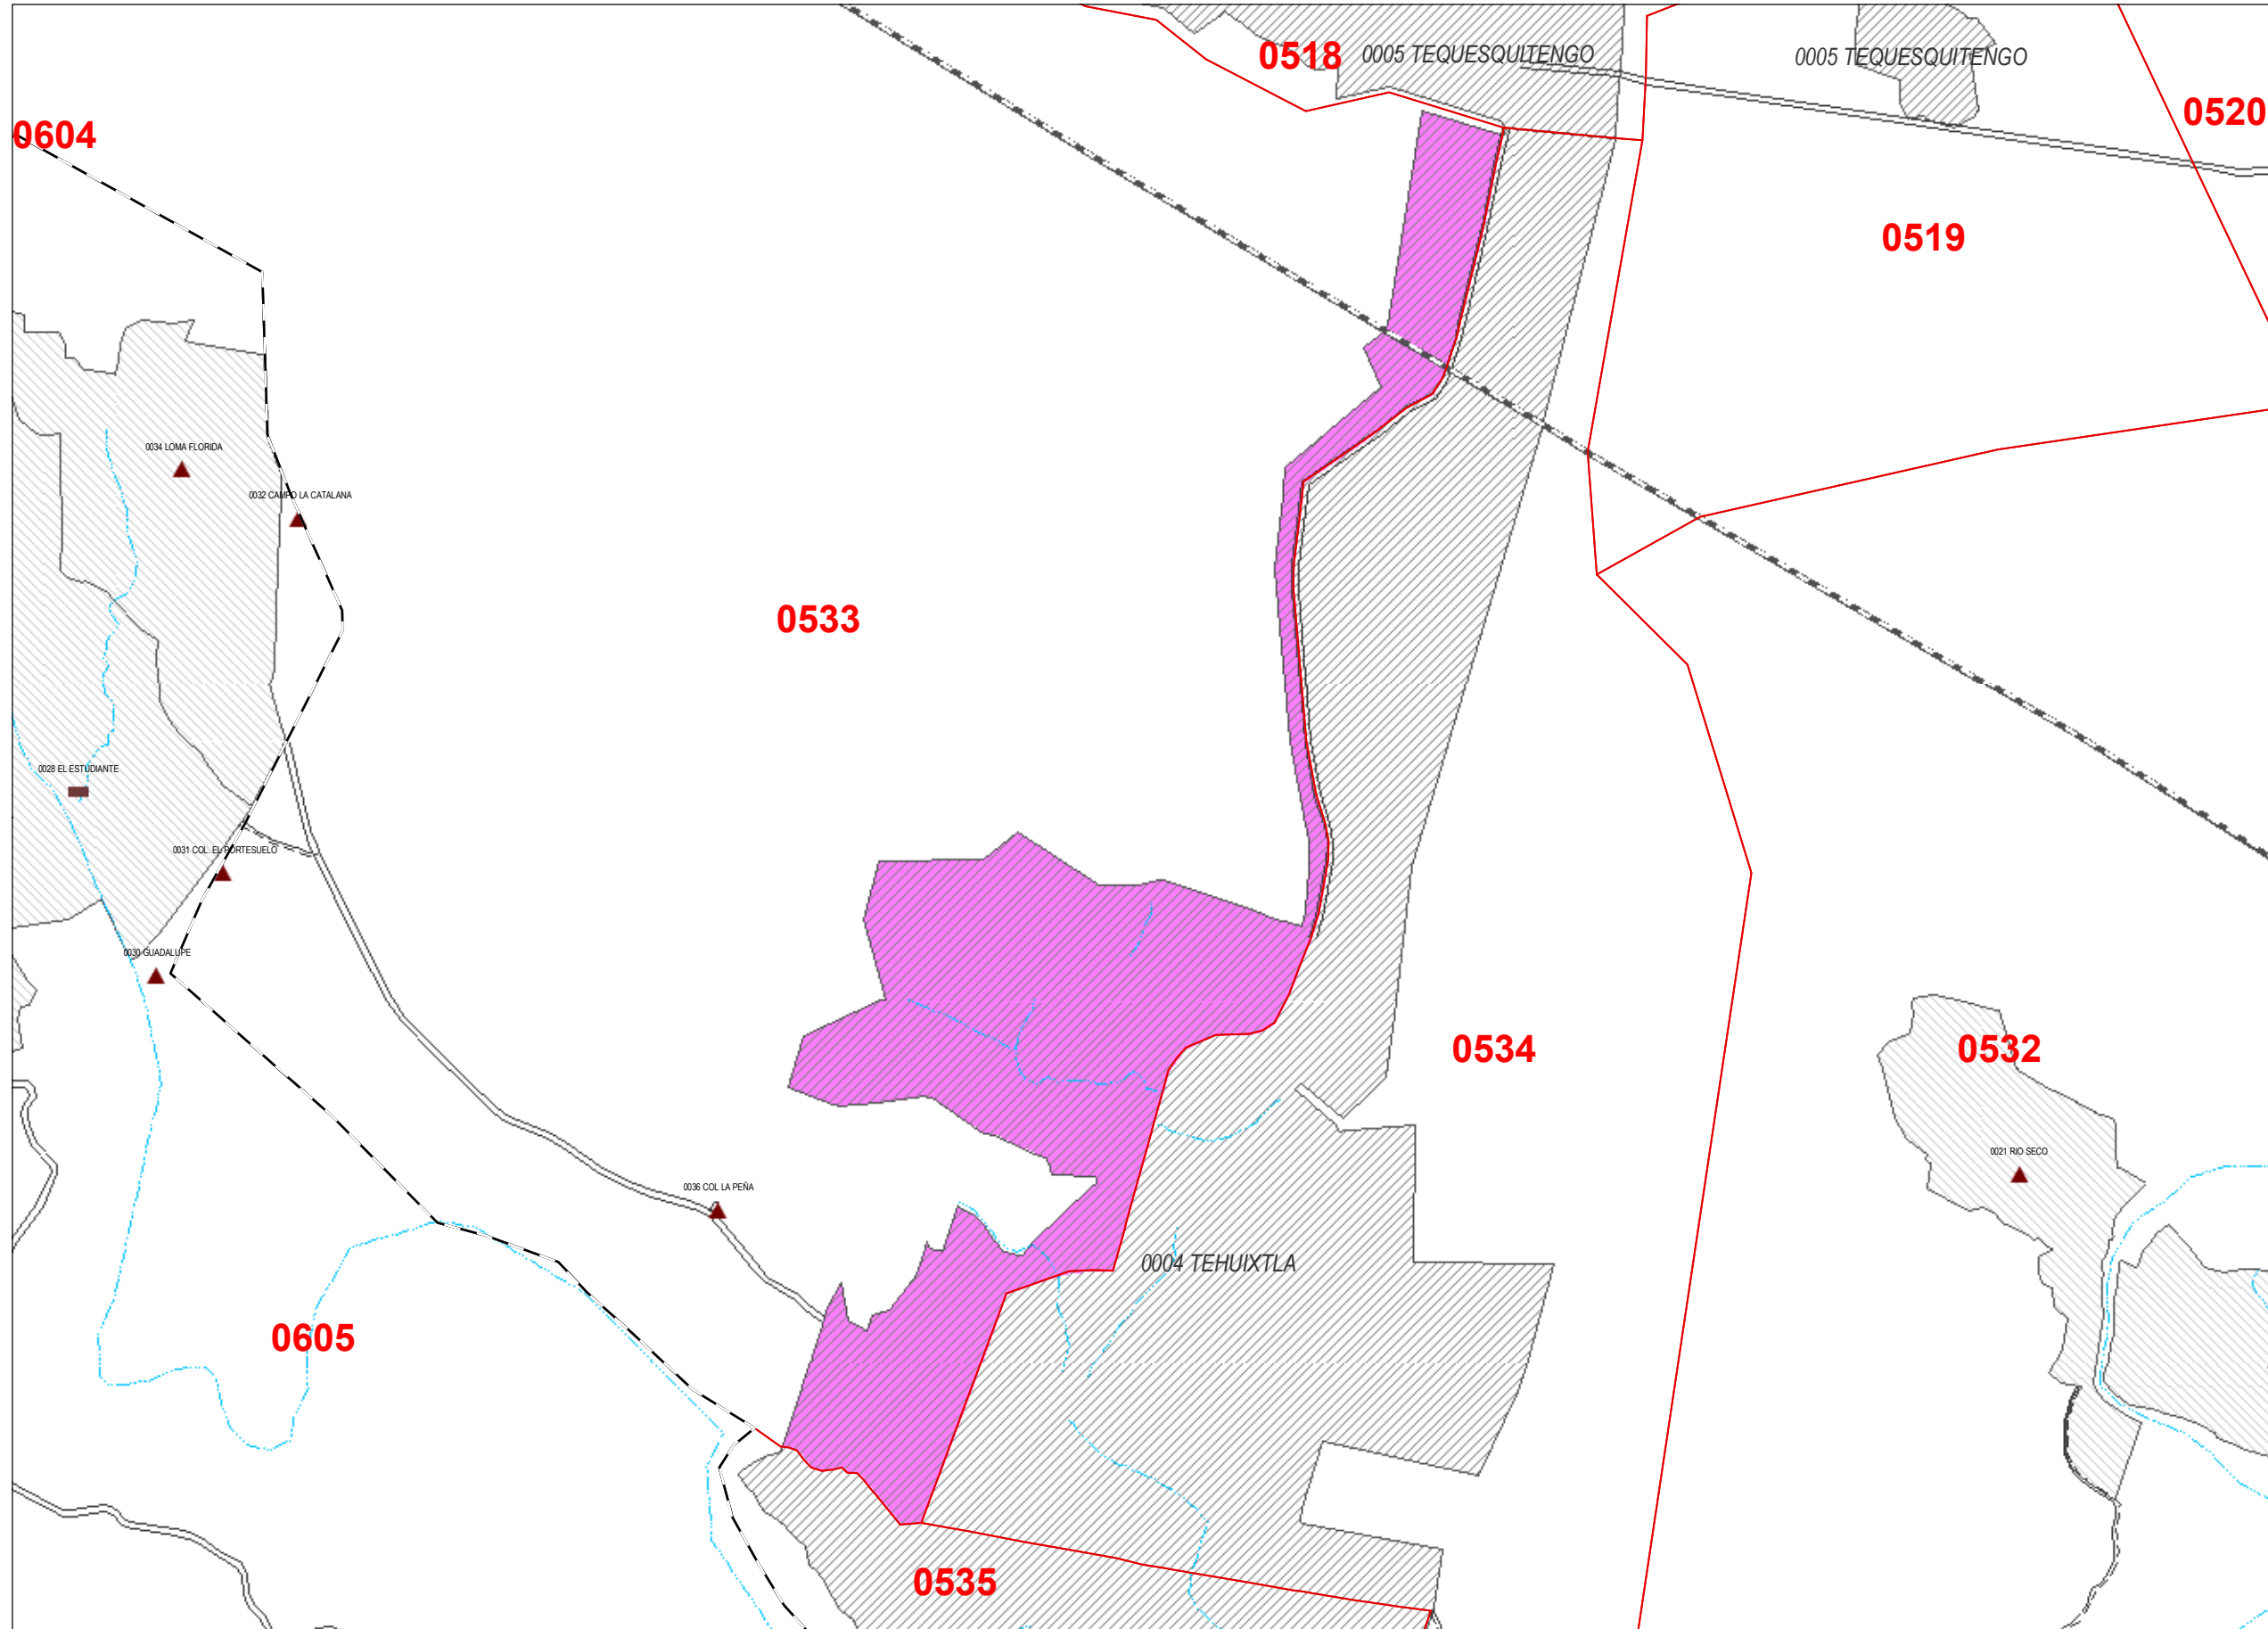 0518
0005 TEQUESQUITENGO
0005 TEQUESQUITENGO
0520
0604
0519
0034 LOMA FLORIDA
0032 CAMPO LA CATALANA
0533
0028 EL ESTUDIANTE
0031 COL. EL PORTESUELO
0030 GUADALUPE
0534
0532
0021 RIO SECO
0036 COL LA PEÑA
0004 TEHUIXTLA
0605
0535